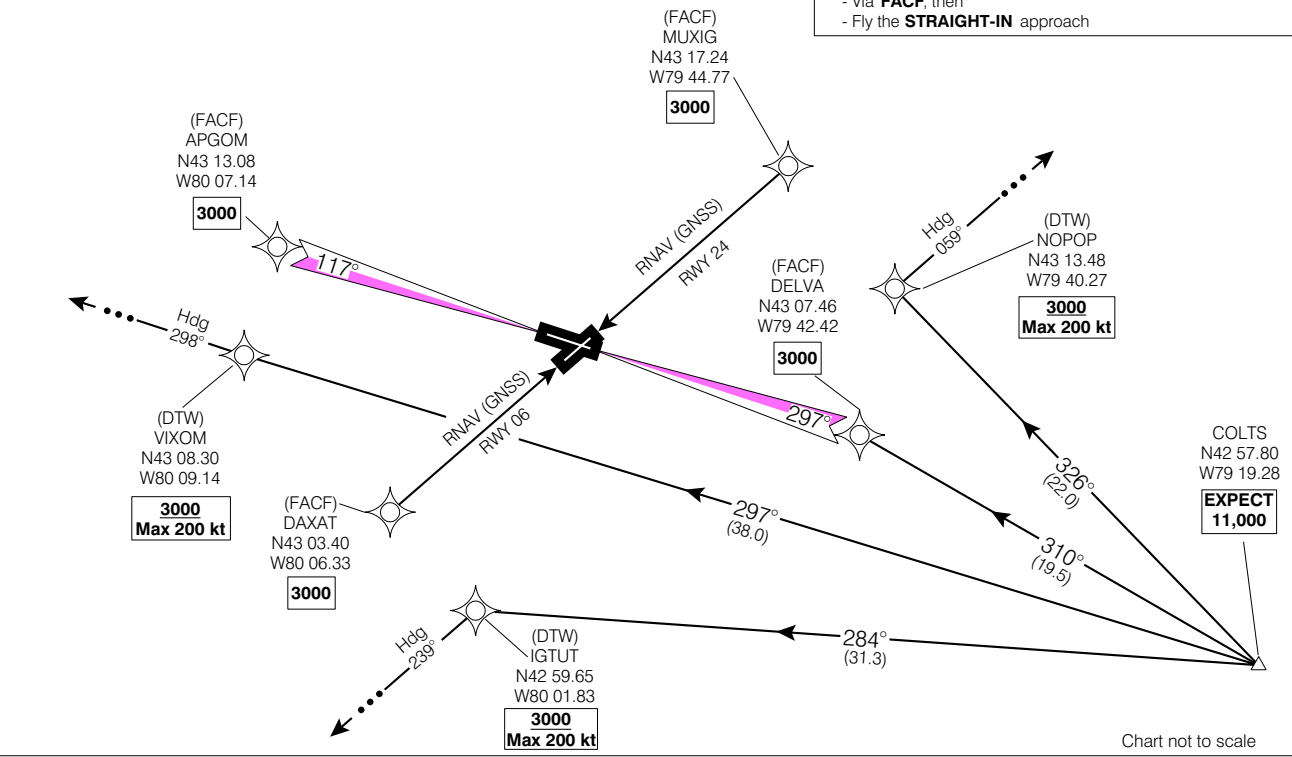 - Via FACF, then
- Fly the STRAIGHT-IN approach
(FACF)
MUXIG
N43 17.24
W79 44.77
3000
(FACF)
APGOM
N43 13.08
W80 07.14
3000
117°
RNAV (GNSS)
RWY 24
Hdg
059°
(DTW)
NOPOP
N43 13.48
W79 40.27
3000
Max 200 kt
(FACF)
DELVA
N43 07.46
W79 42.42
3000
297°
Hdg
298°
(DTW)
VIXOM
N43 08.30
W80 09.14
3000
Max 200 kt
RNAV (GNSS)
RWY 06
(FACF)
DAXAT
N43 03.40
W80 06.33
3000
COLTS
N42 57.80
W79 19.28
EXPECT
11,000
326°
(22.0)
310°
(19.5)
297°
(38.0)
284°
(31.3)
Hdg
239°
(DTW)
IGTUT
N42 59.65
W80 01.83
3000
Max 200 kt
Chart not to scale